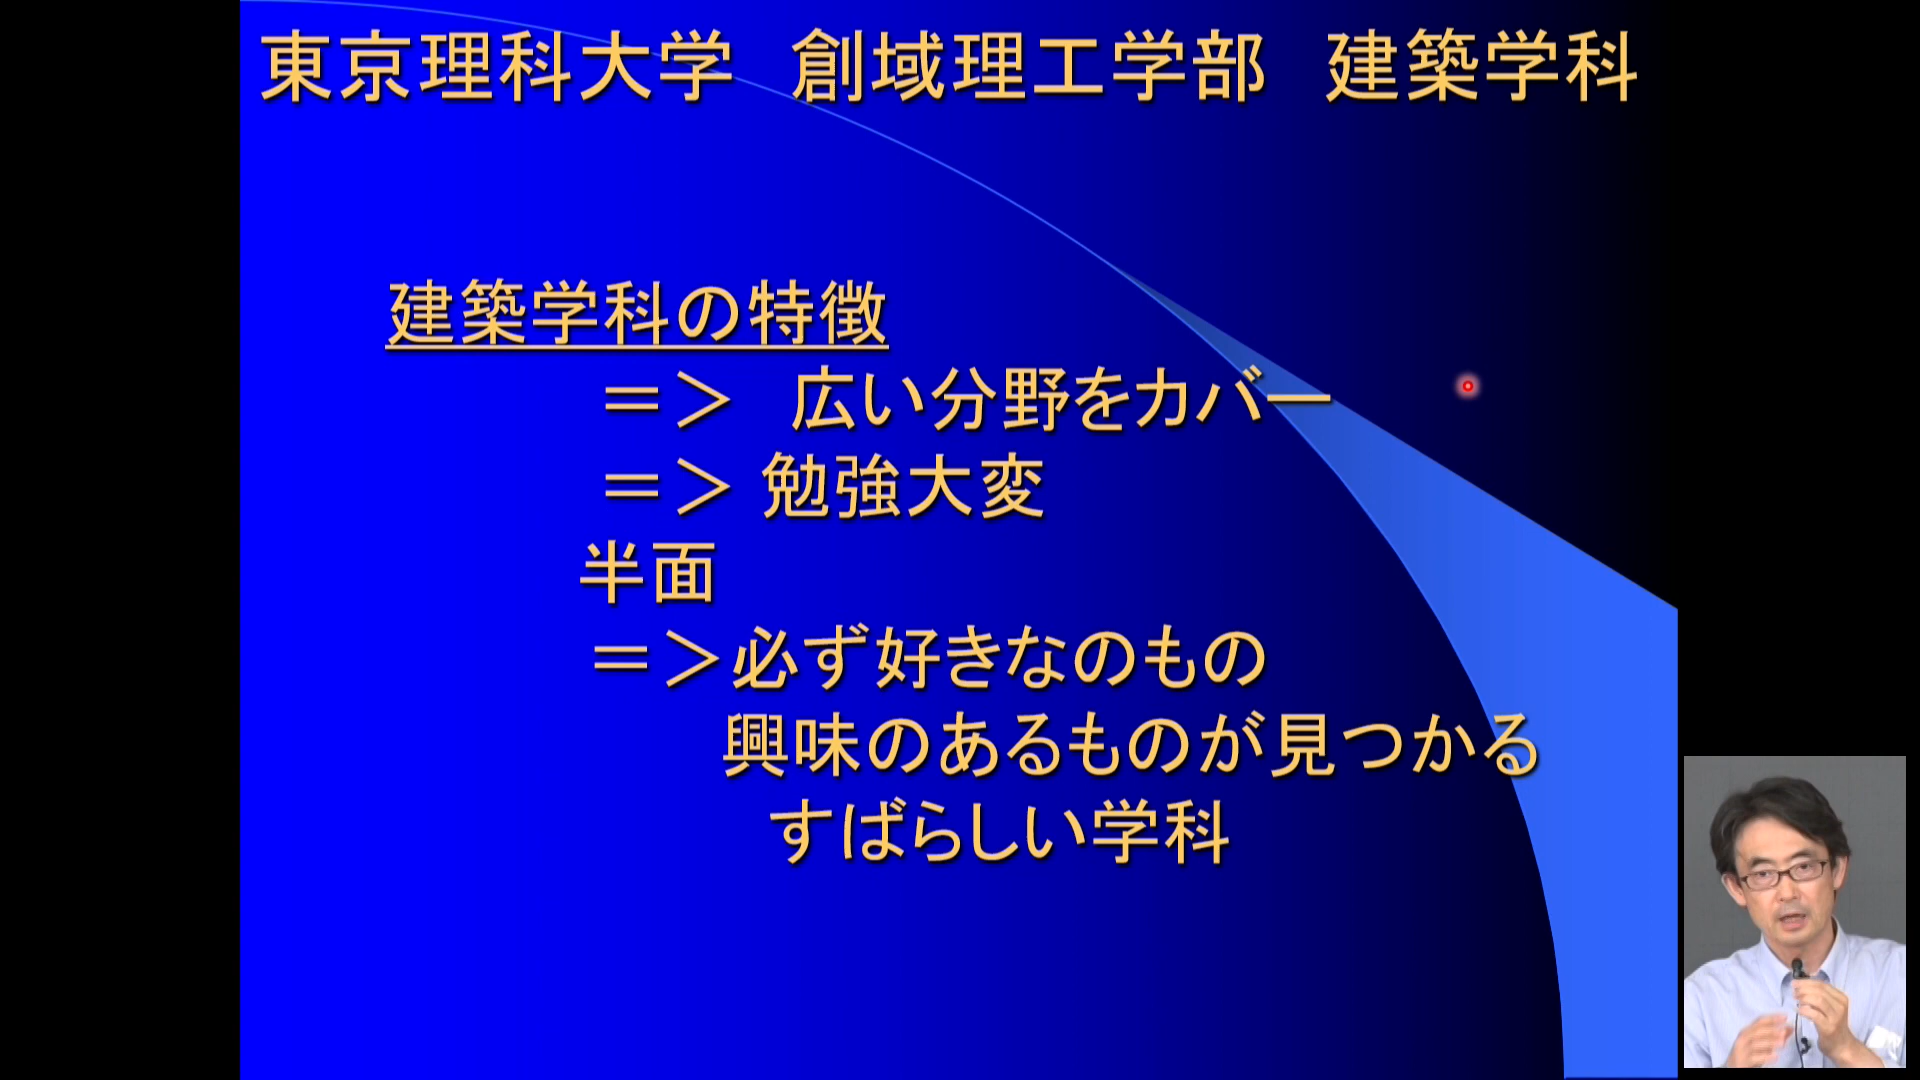 東京理科大学　創域理工学部　建築学科
建築学科の特徴
＝＞　広い分野をカバー
＝＞ 勉強大変
半面
＝＞必ず好きなのもの
興味のあるものが見つかる
すばらしい学科